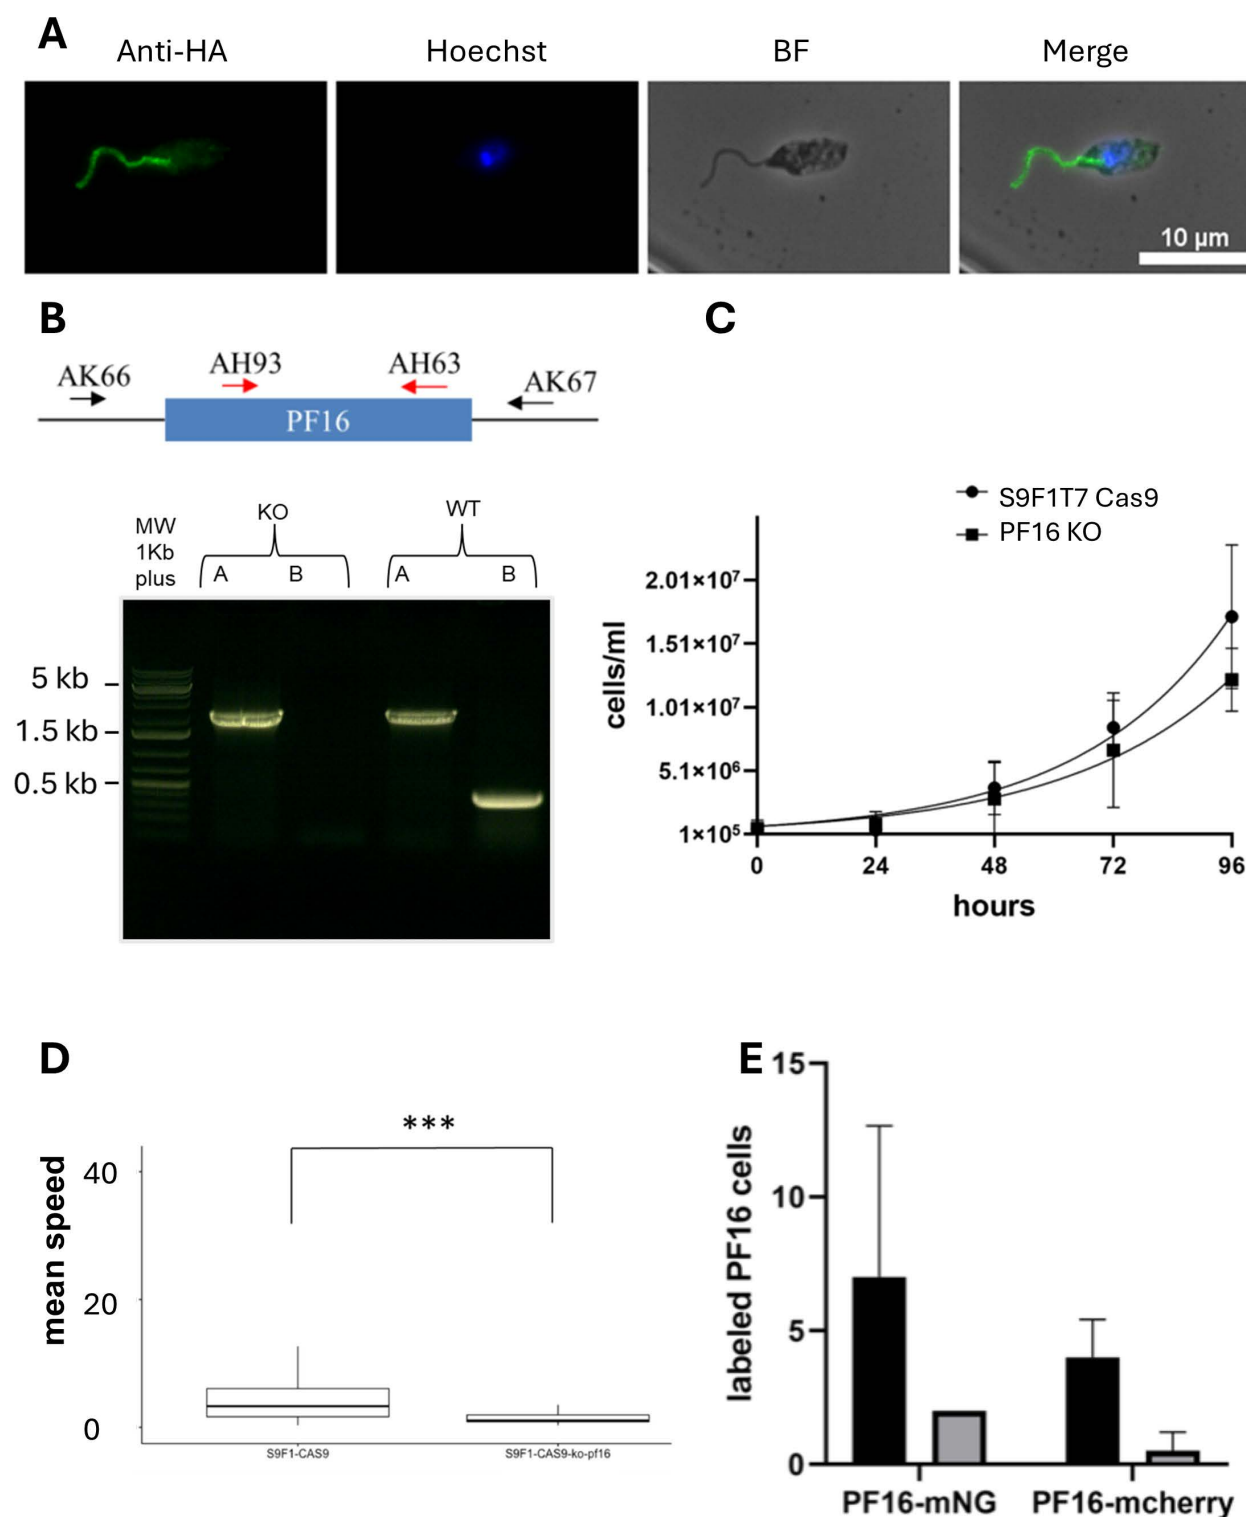 A
Anti-HA Hoechst BF Merge
10 µm
B
AK66 AH93 AH63 AK67
PF16
MW
1Kb
plus
KO WT
A B A B
5 kb
1.5 kb
0.5 kb
C
S9F1T7 Cas9
PF16 KO
cells/ml
2.01×10⁷
1.51×10⁷
1.01×10⁷
5.1×10⁶
1×10⁵
0 24 48 72 96
hours
D
***
mean speed
40
20
0
S9F1-CAS9 S9F1-CAS9-ko-pf16
E
labeled PF16 cells
15
10
5
0
PF16-mNG PF16-mcherry